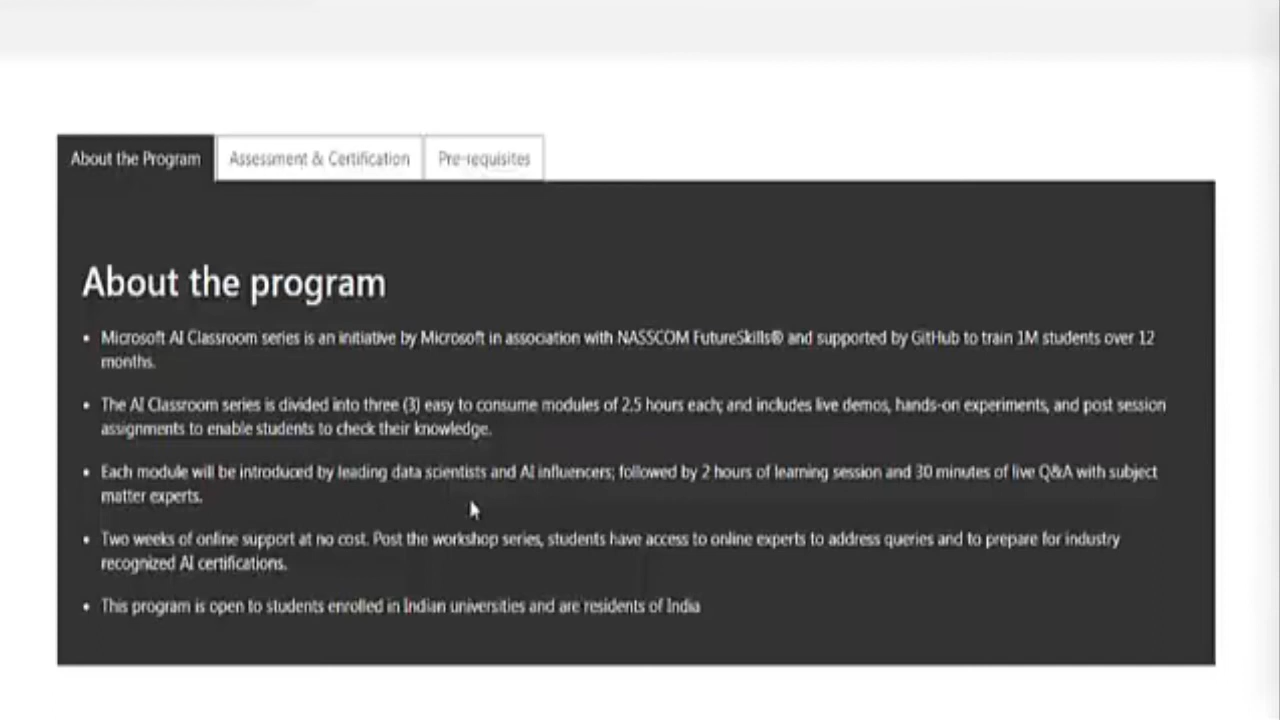 About the Program
Assessment & Certification
Pre-requisites
About the program
• Microsoft AI Classroom series is an initiative by Microsoft in association with NASSCOM FutureSkills® and supported by GitHub to train 1M students over 12
months.
• The AI Classroom series is divided into three (3) easy to consume modules of 2.5 hours each; and includes live demos, hands-on experiments, and post session
assignments to enable students to check their knowledge.
• Each module will be introduced by leading data scientists and AI influencers; followed by 2 hours of learning session and 30 minutes of live Q&A with subject
matter experts.
• Two weeks of online support at no cost. Post the workshop series, students have access to online experts to address queries and to prepare for industry
recognized AI certifications.
• This program is open to students enrolled in Indian universities and are residents of India